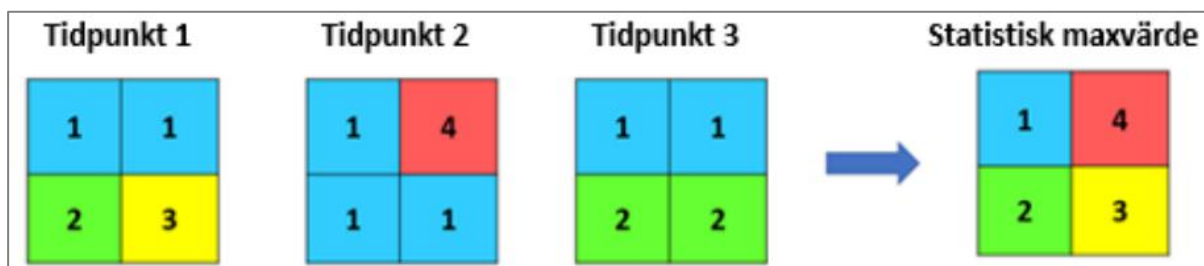 Tidpunkt 1 Tidpunkt 2 Tidpunkt 3 Statistisk maxvärde
1 1 1 4 1 1 1 4
2 3 1 1 2 2 2 3